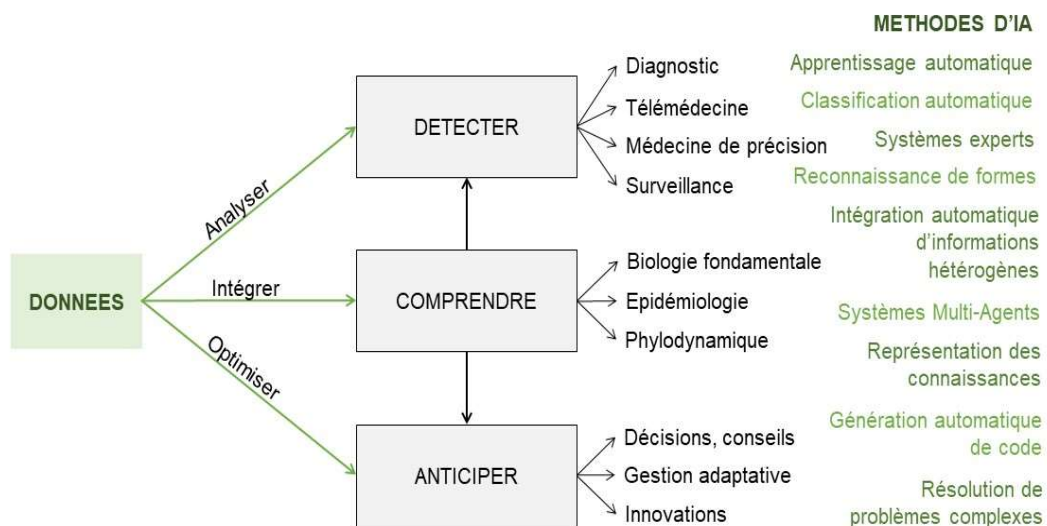 METHODES D'IA
Diagnostic
Télémédecine
Médecine de précision
Surveillance
DETECTER
Analyser
DONNEES
Intégrer
COMPRENDRE
Biologie fondamentale
Epidémiologie
Phylodynamique
Optimiser
ANTICIPER
Décisions, conseils
Gestion adaptative
Innovations
Apprentissage automatique
Classification automatique
Systèmes experts
Reconnaissance de formes
Intégration automatique
d'informations
hétérogènes
Systèmes Multi-Agents
Représentation des
connaissances
Génération automatique
de code
Résolution de
problèmes complexes